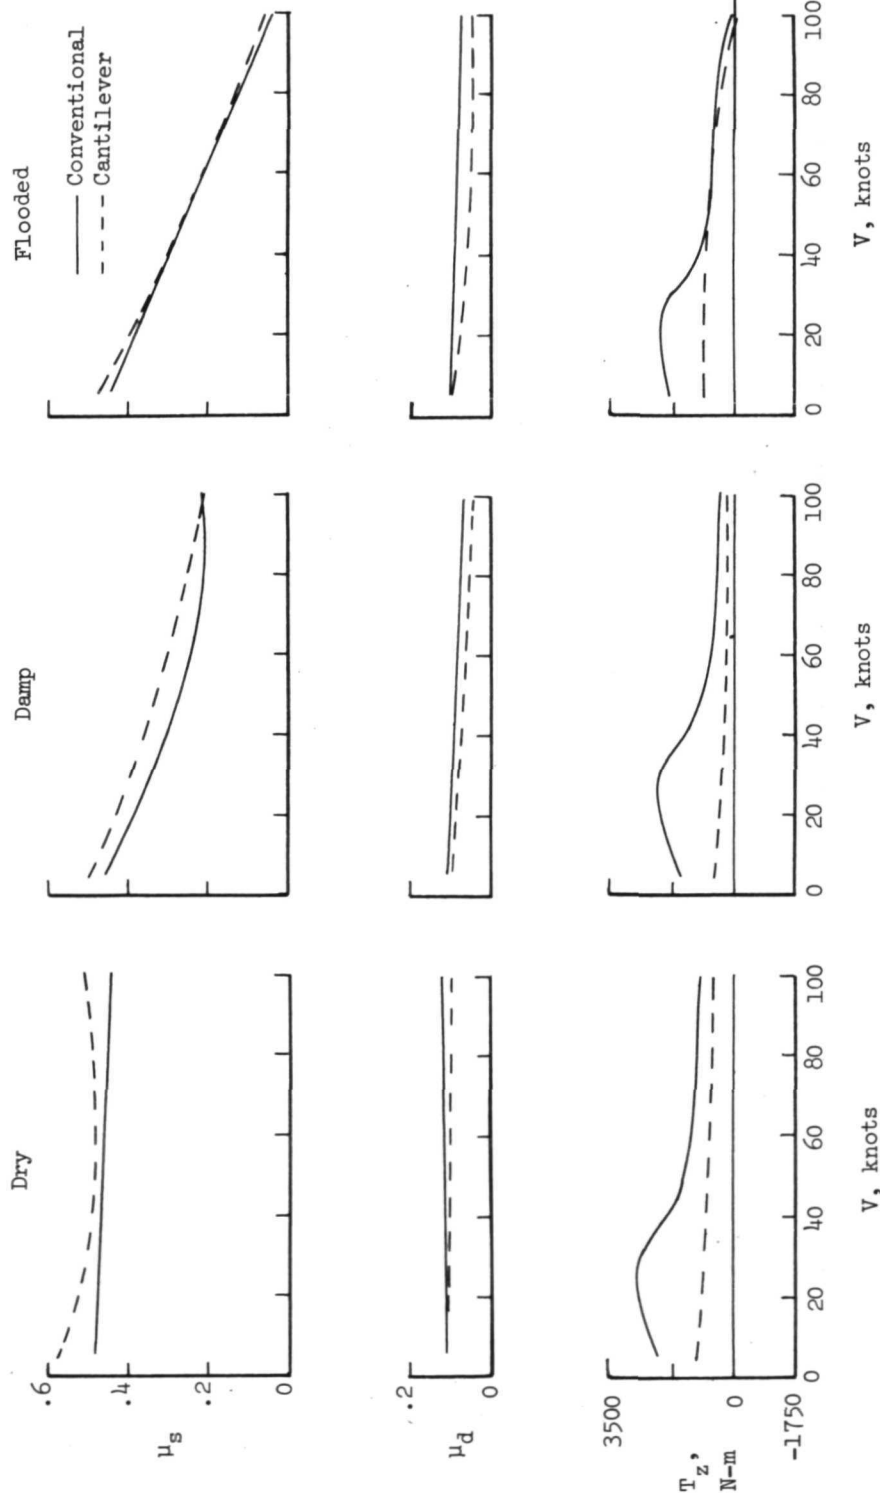 Dry
Damp
Flooded
Conventional
Cantilever
.6
.4
.2
0
μs
.2
0
μd
3500
0
-1750
Tz,
N-m
0 20 40 60 80 100
V, knots
0 20 40 60 80 100
V, knots
0 20 40 60 80 100
V, knots